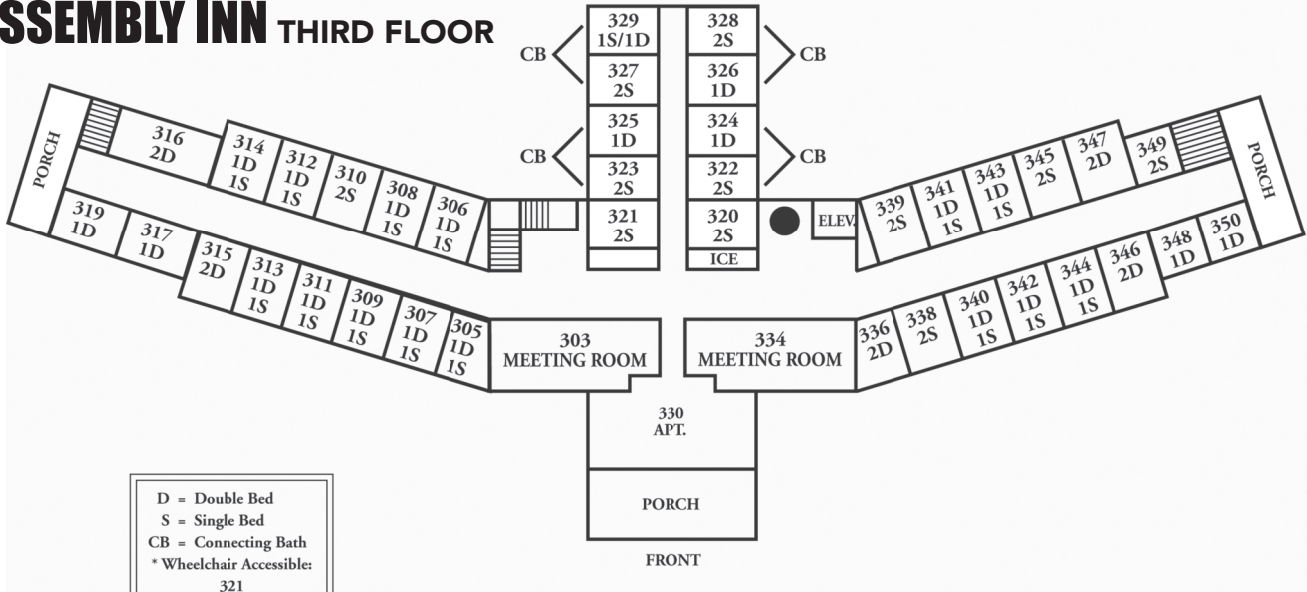 SSEMBLY INN THIRD FLOOR
329
1S/1D
328
2S
CB
CB
327
2S
326
1D
325
1D
324
1D
CB
CB
323
2S
322
2S
321
2S
320
2S
ICE
ELEV.
PORCH
316
2D
314
1D
1S
312
1D
1S
310
2S
308
1D
1S
306
1D
1S
319
1D
317
1D
315
2D
313
1D
1S
311
1D
1S
309
1D
1S
307
1D
1S
305
1D
1S
303
MEETING ROOM
334
MEETING ROOM
339
2S
341
1D
1S
343
1D
1S
345
2S
347
2D
349
2S
PORCH
336
2D
338
2S
340
1D
1S
342
1D
1S
344
1D
1S
346
2D
348
1D
350
1D
330
APT.
PORCH
FRONT
D = Double Bed
S = Single Bed
CB = Connecting Bath
* Wheelchair Accessible:
321